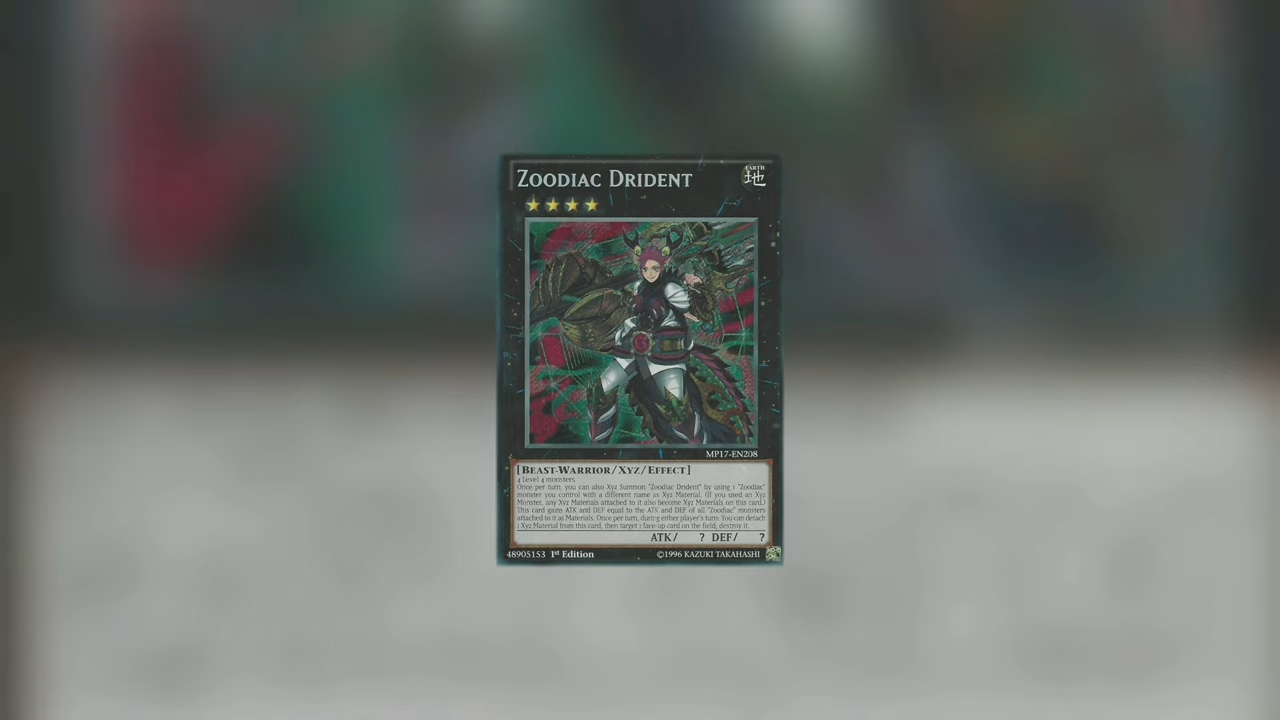 ZOODIAC DRIDENT
EARTH
地
MP17-EN208
[BEAST-WARRIOR/XYZ/EFFECT]
4 Level 4 monsters
Once per turn, you can also Xyz Summon "Zoodiac Drident" by using 1 "Zoodiac"
monster you control with a different name as Xyz Material. (If you used an Xyz
Monster, any Xyz Materials attached to it also become Xyz Materials on this card.)
This card gains ATK and DEF equal to the ATK and DEF of all "Zoodiac" monsters
attached to it as Materials. Once per turn, during either player's turn: You can detach
1 Xyz Material from this card, then target 1 face-up card on the field; destroy it.
ATK/ ? DEF/ ?
48905153 1st Edition ©1996 KAZUKI TAKAHASHI